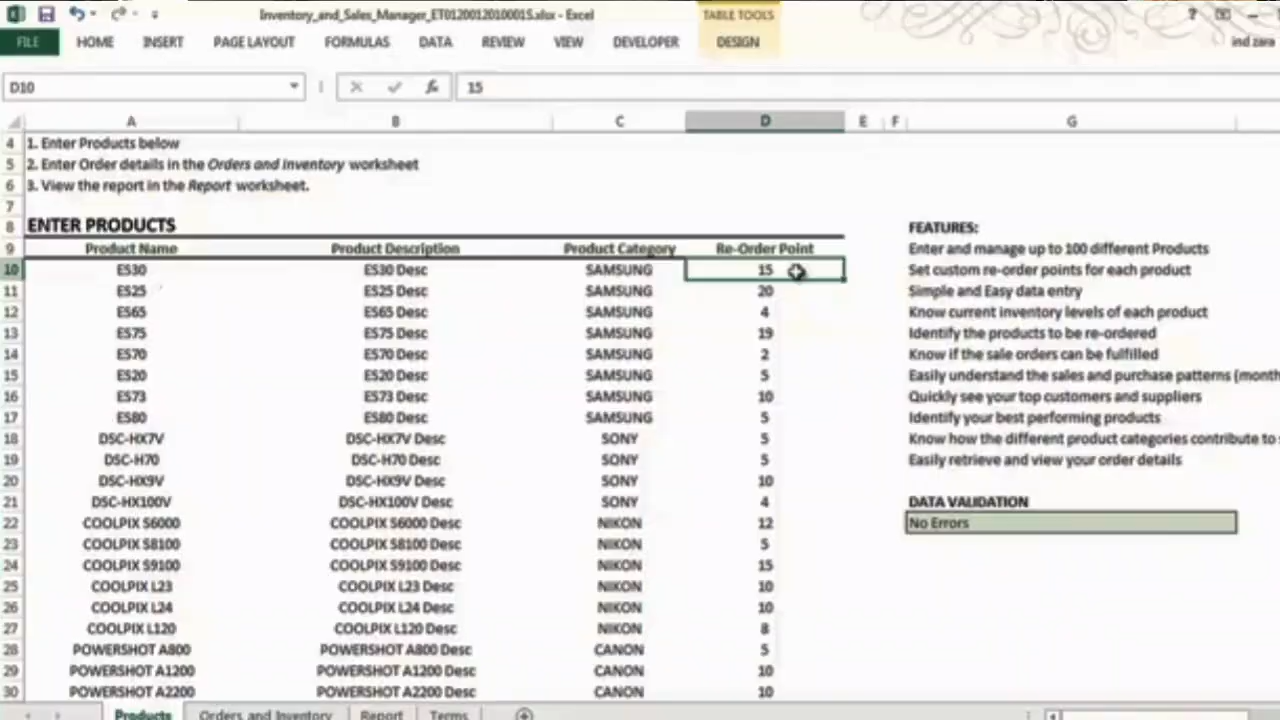 Inventory_and_Sales_Manager_ET01200120100015.xlsx - Excel
TABLE TOOLS
?
FILE HOME INSERT PAGE LAYOUT FORMULAS DATA REVIEW VIEW DEVELOPER DESIGN ind zara
D10 fx 15
A B C D E F G
4 1. Enter Products below
5 2. Enter Order details in the Orders and Inventory worksheet
6 3. View the report in the Report worksheet.
7
8 ENTER PRODUCTS FEATURES:
9 Product Name Product Description Product Category Re-Order Point Enter and manage up to 100 different Products
10 ES30 ES30 Desc SAMSUNG 15 Set custom re-order points for each product
11 ES25 ES25 Desc SAMSUNG 20 Simple and Easy data entry
12 ES65 ES65 Desc SAMSUNG 4 Know current inventory levels of each product
13 ES75 ES75 Desc SAMSUNG 19 Identify the products to be re-ordered
14 ES70 ES70 Desc SAMSUNG 2 Know if the sale orders can be fulfilled
15 ES20 ES20 Desc SAMSUNG 5 Easily understand the sales and purchase patterns (month
16 ES73 ES73 Desc SAMSUNG 10 Quickly see your top customers and suppliers
17 ES80 ES80 Desc SAMSUNG 5 Identify your best performing products
18 DSC-HX7V DSC-HX7V Desc SONY 5 Know how the different product categories contribute to
19 DSC-H70 DSC-H70 Desc SONY 5 Easily retrieve and view your order details
20 DSC-HX9V DSC-HX9V Desc SONY 10
21 DSC-HX100V DSC-HX100V Desc SONY 4 DATA VALIDATION
22 COOLPIX S6000 COOLPIX S6000 Desc NIKON 12 No Errors
23 COOLPIX S8100 COOLPIX S8100 Desc NIKON 5
24 COOLPIX S9100 COOLPIX S9100 Desc NIKON 15
25 COOLPIX L23 COOLPIX L23 Desc NIKON 10
26 COOLPIX L24 COOLPIX L24 Desc NIKON 10
27 COOLPIX L120 COOLPIX L120 Desc NIKON 8
28 POWERSHOT A800 POWERSHOT A800 Desc CANON 5
29 POWERSHOT A1200 POWERSHOT A1200 Desc CANON 10
30 POWERSHOT A2200 POWERSHOT A2200 Desc CANON 10
Products Orders and Inventory Report Terms